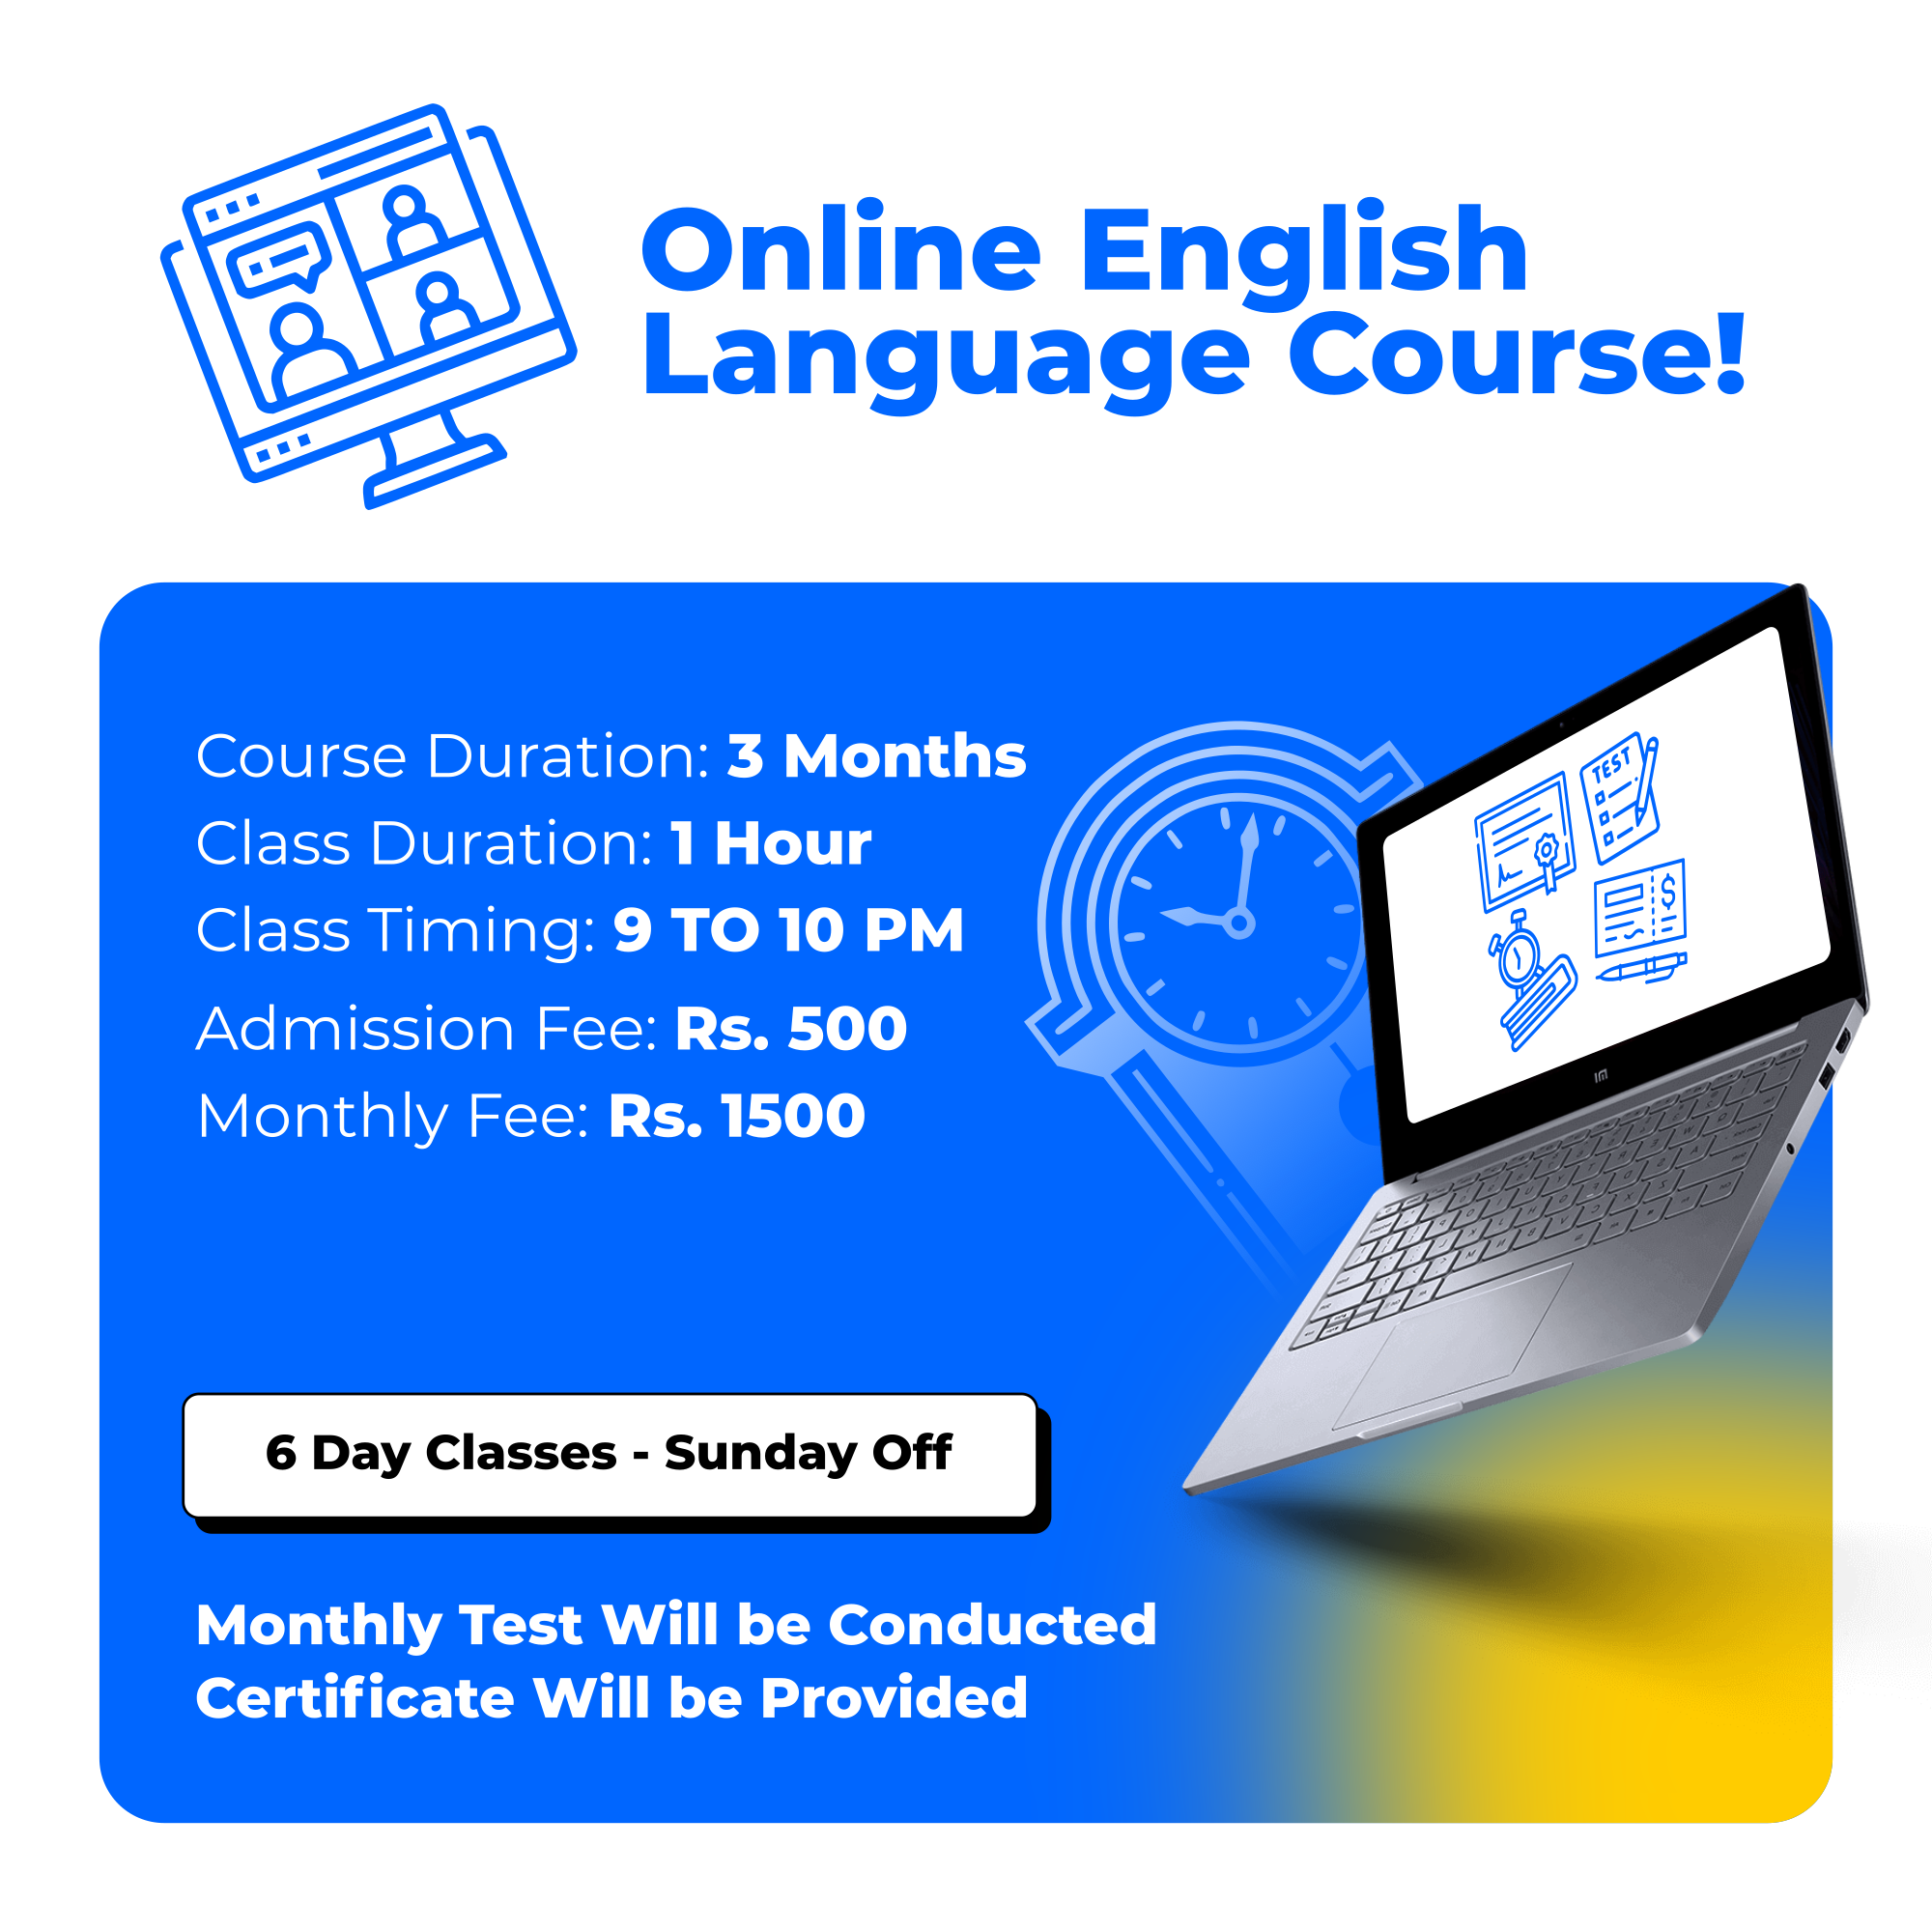 Online English
Language Course!
Course Duration: 3 Months
Class Duration: 1 Hour
Class Timing: 9 TO 10 PM
Admission Fee: Rs. 500
Monthly Fee: Rs. 1500
TEST
$
6 Day Classes - Sunday Off
Monthly Test Will be Conducted
Certificate Will be Provided